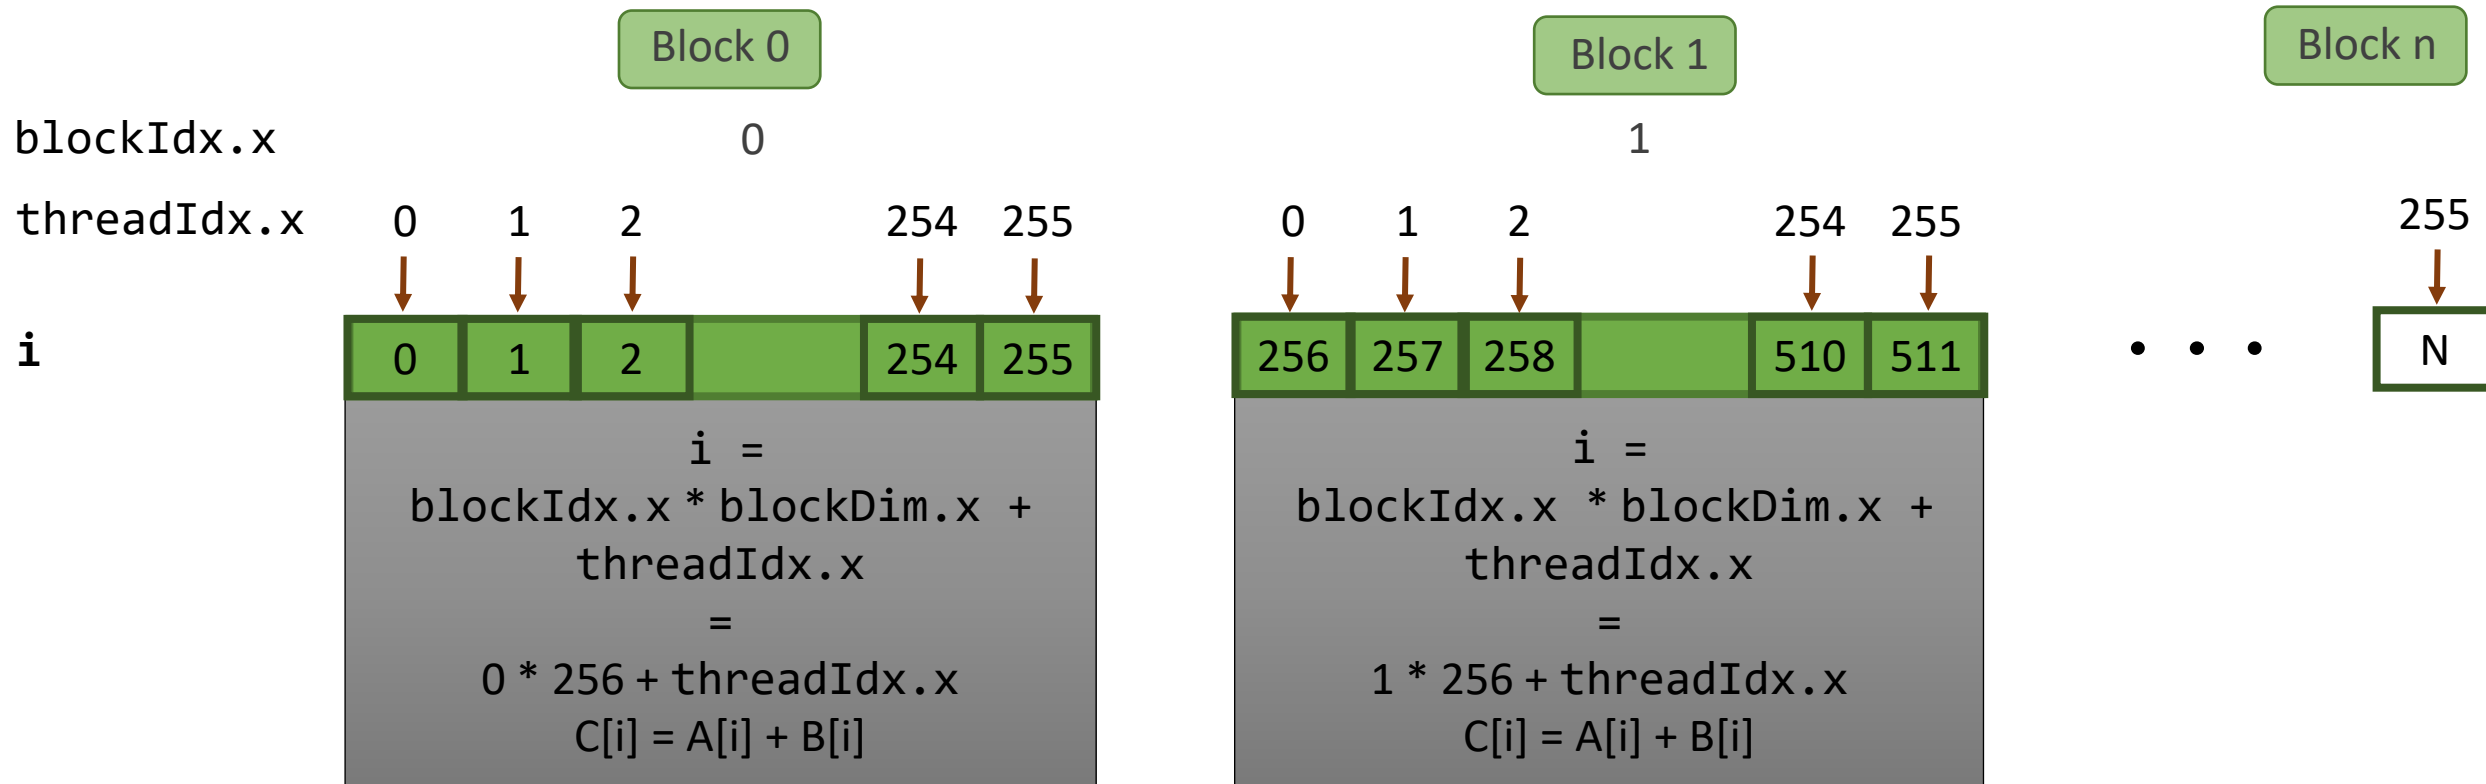 Block 0 Block 1 Block n
blockIdx.x 0 1
threadIdx.x 0 1 2 254 255 0 1 2 254 255 255
i 0 1 2 254 255 256 257 258 510 511 • • • N
i =
blockIdx.x * blockDim.x +
threadIdx.x
=
0 * 256 + threadIdx.x
C[i] = A[i] + B[i]
i =
blockIdx.x * blockDim.x +
threadIdx.x
=
1 * 256 + threadIdx.x
C[i] = A[i] + B[i]